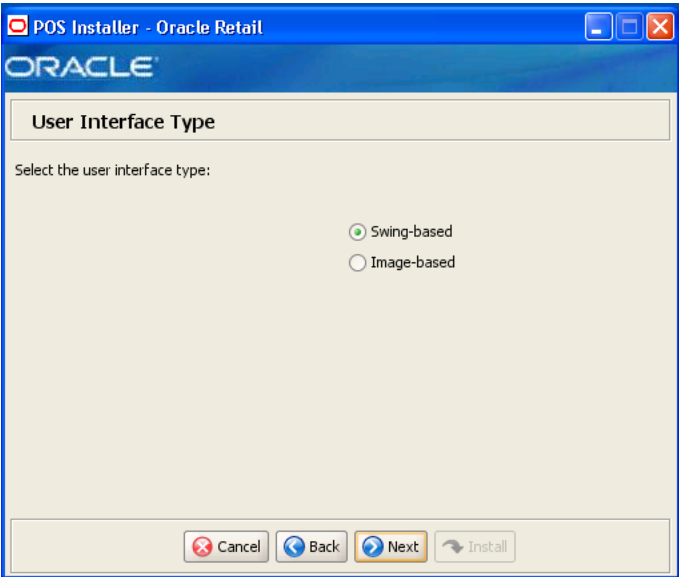 POS Installer - Oracle Retail
ORACLE
User Interface Type
Select the user interface type:
Swing-based
Image-based
Cancel Back Next Install